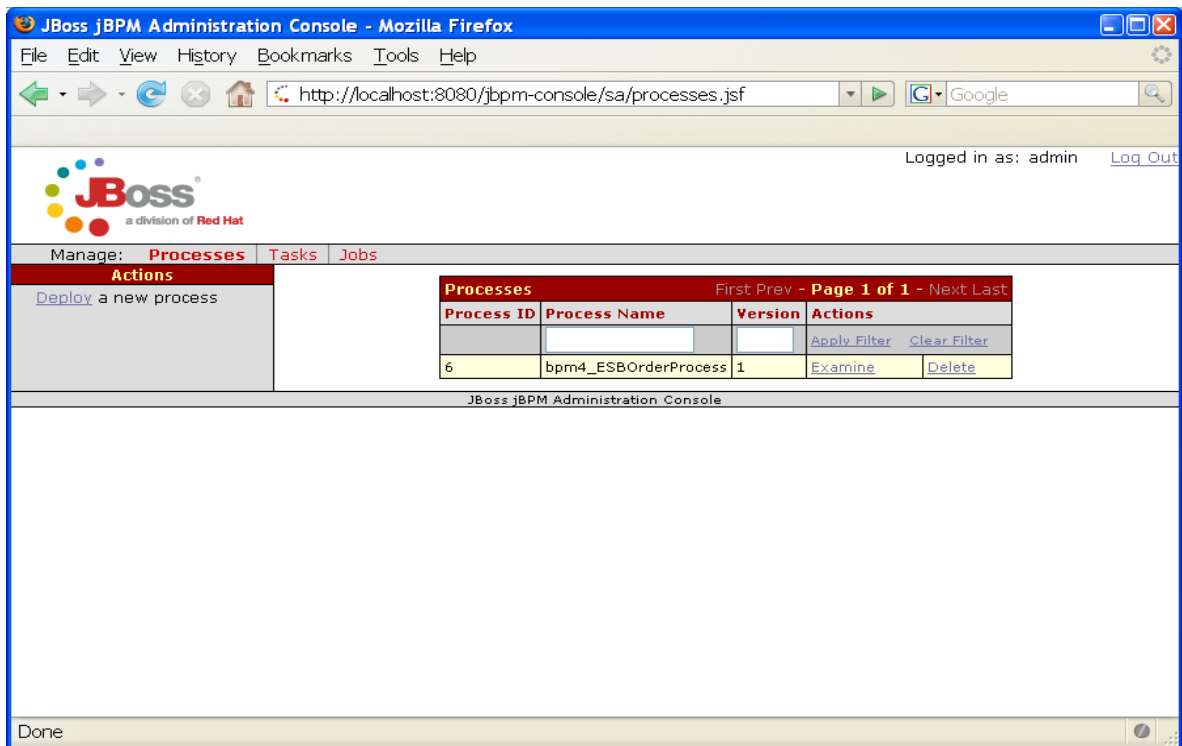 JBoss jBPM Administration Console - Mozilla Firefox
File Edit View History Bookmarks Tools Help
http://localhost:8080/jbpm-console/sa/processes.jsf G Google
Logged in as: admin Log Out
JBoss®
a division of Red Hat
Manage: Processes Tasks Jobs
Actions
Deploy a new process
Processes First Prev - Page 1 of 1 - Next Last
Process ID Process Name Version Actions
Apply Filter Clear Filter
6 bpm4_ESBOrderProcess 1 Examine Delete
JBoss jBPM Administration Console
Done